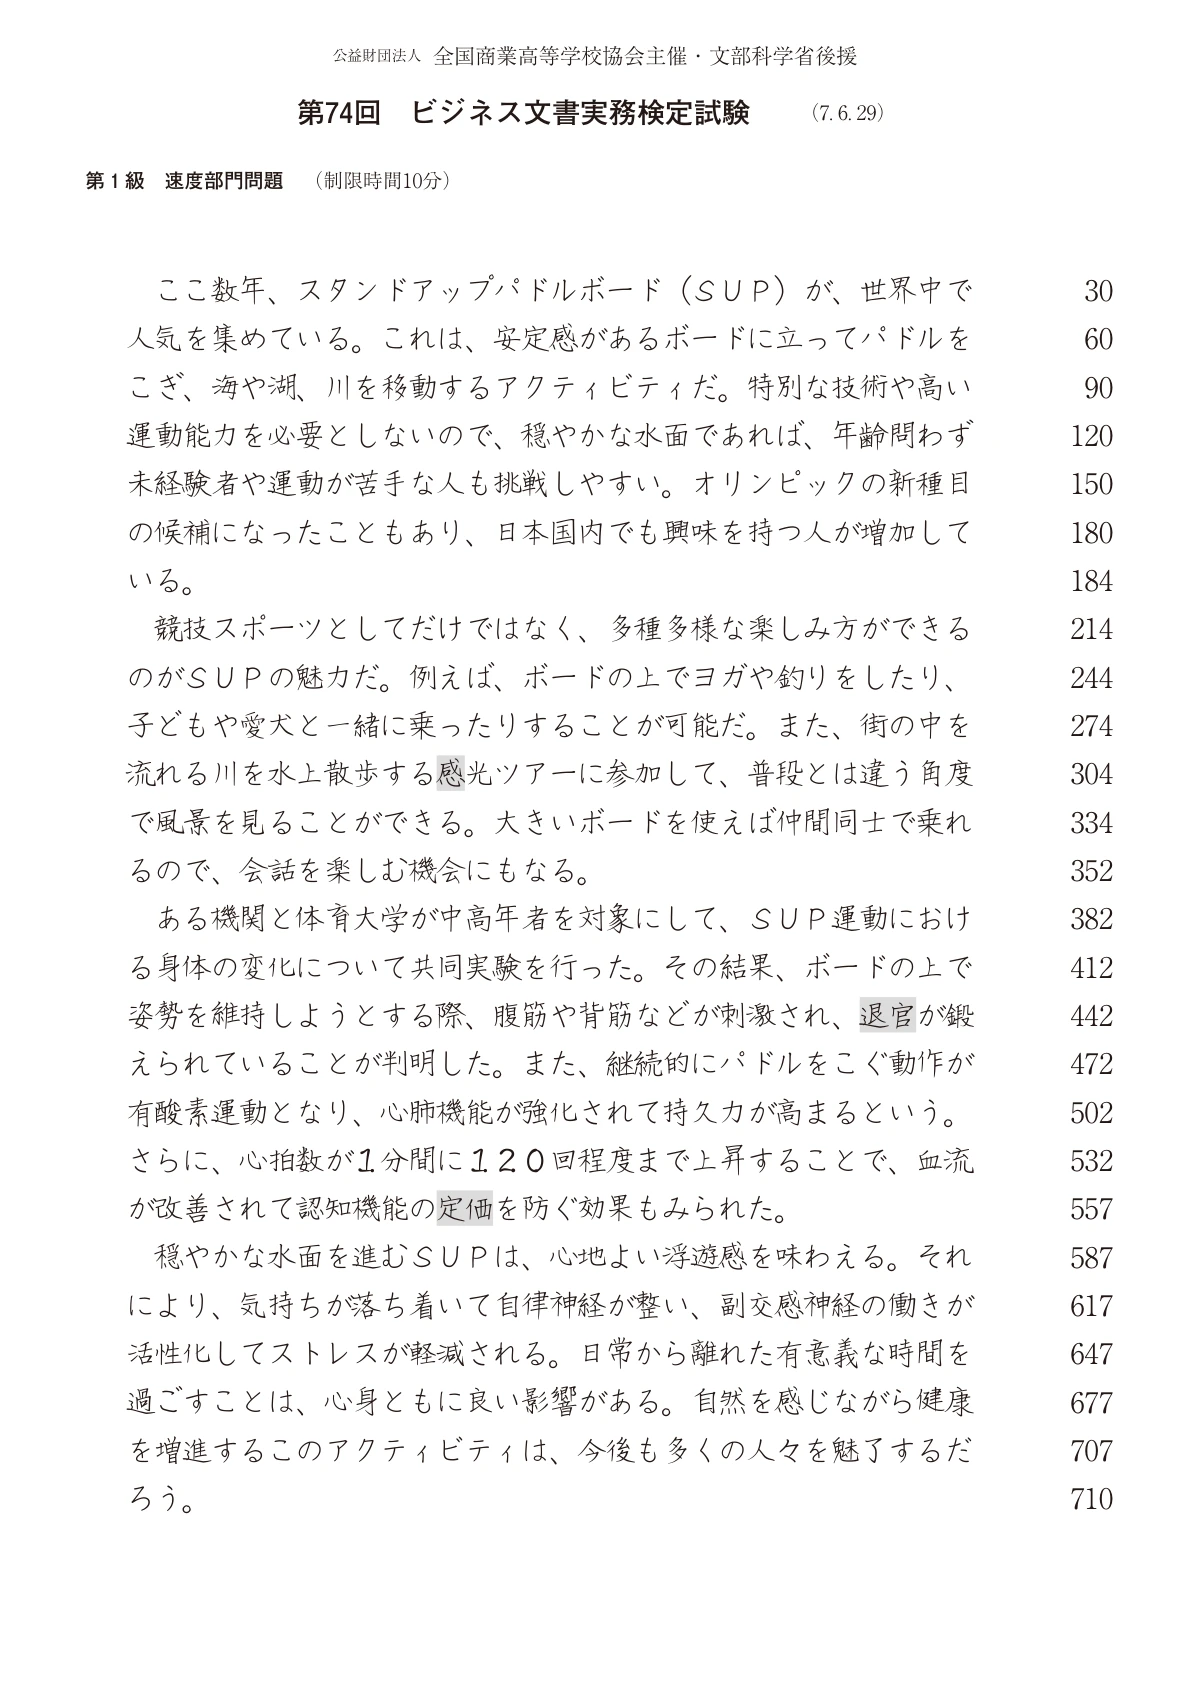 公益財団法人 全国商業高等学校協会主催・文部科学省後援
第74回 ビジネス文書実務検定試験 (7.6.29)
第1級 速度部門問題 (制限時間10分)
ここ数年、スタンドアップパドルボード(SUP)が、世界中で 30
人気を集めている。これは、安定感があるボードに立ってパドルを 60
こぎ、海や湖、川を移動するアクティビティだ。特別な技術や高い 90
運動能力を必要としないので、穏やかな水面であれば、年齢問わず 120
未経験者や運動が苦手な人も挑戦しやすい。オリンピックの新種目 150
の候補になったこともあり、日本国内でも興味を持つ人が増加して 180
いる。 184
競技スポーツとしてだけではなく、多種多様な楽しみ方ができる 214
のがSUPの魅力だ。例えば、ボードの上でヨガや釣りをしたり、 244
子どもや愛犬と一緒に乗ったりすることが可能だ。また、街の中を 274
流れる川を水上散歩する感光ツアーに参加して、普段とは違う角度 304
で風景を見ることができる。大きいボードを使えば仲間同士で乗れ 334
るので、会話を楽しむ機会にもなる。 352
ある機関と体育大学が中高年者を対象にして、SUP運動におけ 382
る身体の変化について共同実験を行った。その結果、ボードの上で 412
姿勢を維持しようとする際、腹筋や背筋などが刺激され、退官が鍛 442
えられていることが判明した。また、継続的にパドルをこぐ動作が 472
有酸素運動となり、心肺機能が強化されて持久力が高まるという。 502
さらに、心拍数が1分間に120回程度まで上昇することで、血流 532
が改善されて認知機能の定価を防ぐ効果もみられた。 557
穏やかな水面を進むSUPは、心地よい浮遊感を味わえる。それ 587
により、気持ちが落ち着いて自律神経が整い、副交感神経の働きが 617
活性化してストレスが軽減される。日常から離れた有意義な時間を 647
過ごすことは、心身ともに良い影響がある。自然を感じながら健康 677
を増進するこのアクティビティは、今後も多くの人々を魅了するだ 707
ろう。 710